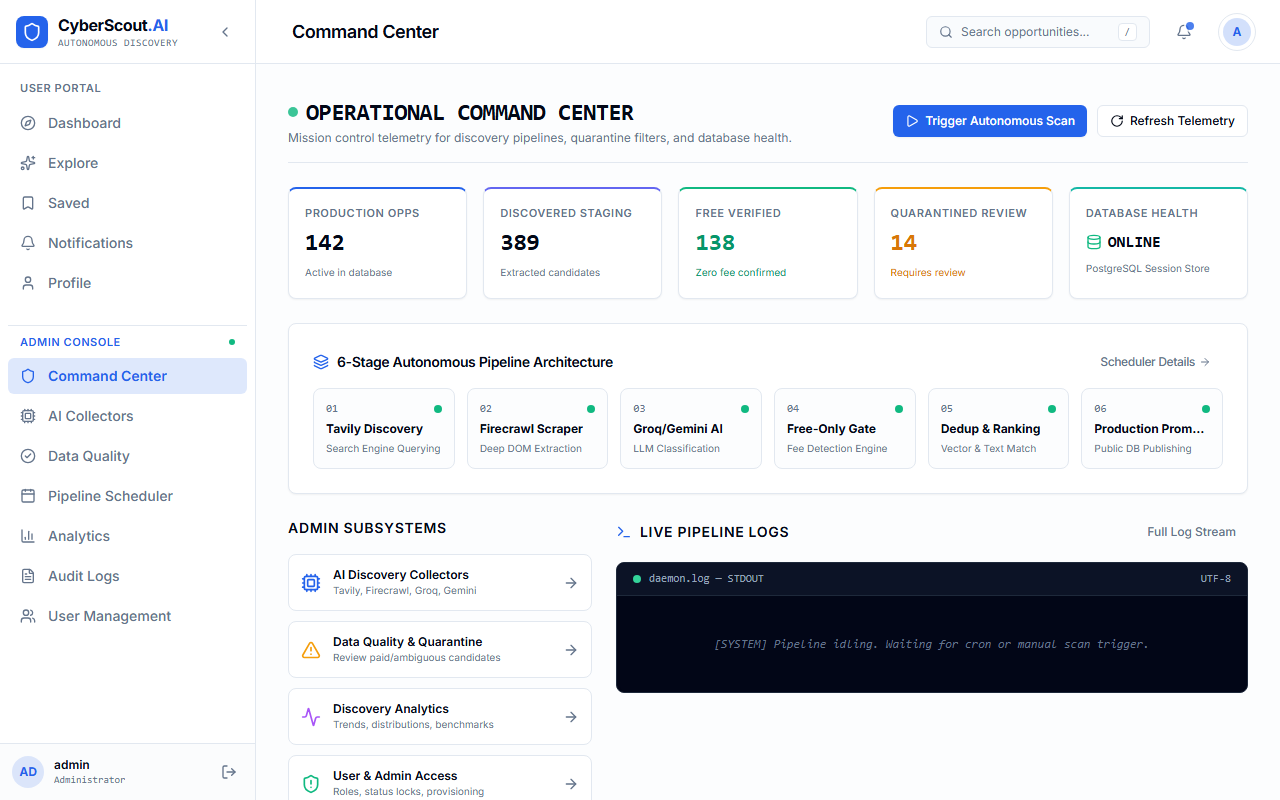 CyberScout.AI
AUTONOMOUS DISCOVERY
USER PORTAL
Dashboard
Explore
Saved
Notifications
Profile
ADMIN CONSOLE
Command Center
AI Collectors
Data Quality
Pipeline Scheduler
Analytics
Audit Logs
User Management
AD
admin
Administrator
Command Center
Search opportunities...
/
A
OPERATIONAL COMMAND CENTER
Mission control telemetry for discovery pipelines, quarantine filters, and database health.
Trigger Autonomous Scan
Refresh Telemetry
PRODUCTION OPPS
142
Active in database
DISCOVERED STAGING
389
Extracted candidates
FREE VERIFIED
138
Zero fee confirmed
QUARANTINED REVIEW
14
Requires review
DATABASE HEALTH
ONLINE
PostgreSQL Session Store
6-Stage Autonomous Pipeline Architecture
Scheduler Details →
01
Tavily Discovery
Search Engine Querying
02
Firecrawl Scraper
Deep DOM Extraction
03
Groq/Gemini AI
LLM Classification
04
Free-Only Gate
Fee Detection Engine
05
Dedup & Ranking
Vector & Text Match
06
Production Prom...
Public DB Publishing
ADMIN SUBSYSTEMS
AI Discovery Collectors
Tavily, Firecrawl, Groq, Gemini
Data Quality & Quarantine
Review paid/ambiguous candidates
Discovery Analytics
Trends, distributions, benchmarks
User & Admin Access
Roles, status locks, provisioning
LIVE PIPELINE LOGS
Full Log Stream
daemon.log — STDOUT
UTF-8
[SYSTEM] Pipeline idling. Waiting for cron or manual scan trigger.